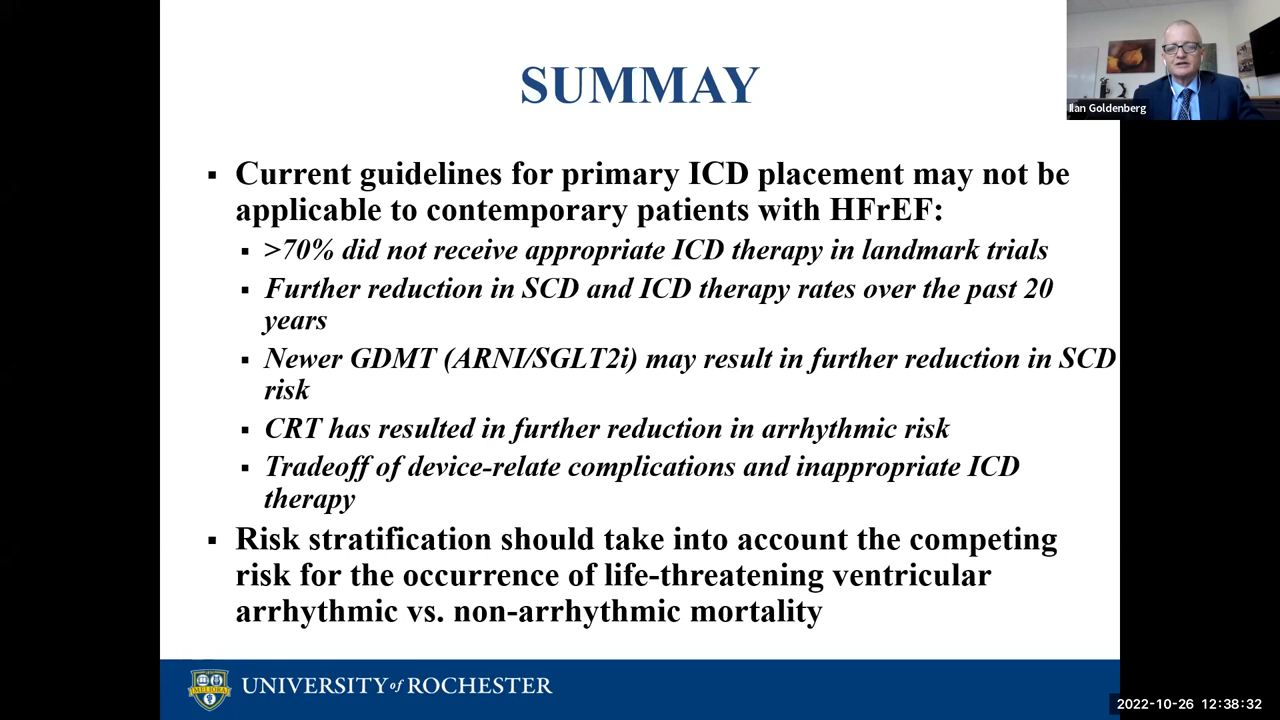 SUMMAY
Ilan Goldenberg
▪ Current guidelines for primary ICD placement may not be
applicable to contemporary patients with HFrEF:
▪ >70% did not receive appropriate ICD therapy in landmark trials
▪ Further reduction in SCD and ICD therapy rates over the past 20
years
▪ Newer GDMT (ARNI/SGLT2i) may result in further reduction in SCD
risk
▪ CRT has resulted in further reduction in arrhythmic risk
▪ Tradeoff of device-relate complications and inappropriate ICD
therapy
▪ Risk stratification should take into account the competing
risk for the occurrence of life-threatening ventricular
arrhythmic vs. non-arrhythmic mortality
MELIORA
UNIVERSITY of ROCHESTER
2022-10-26 12:38:32